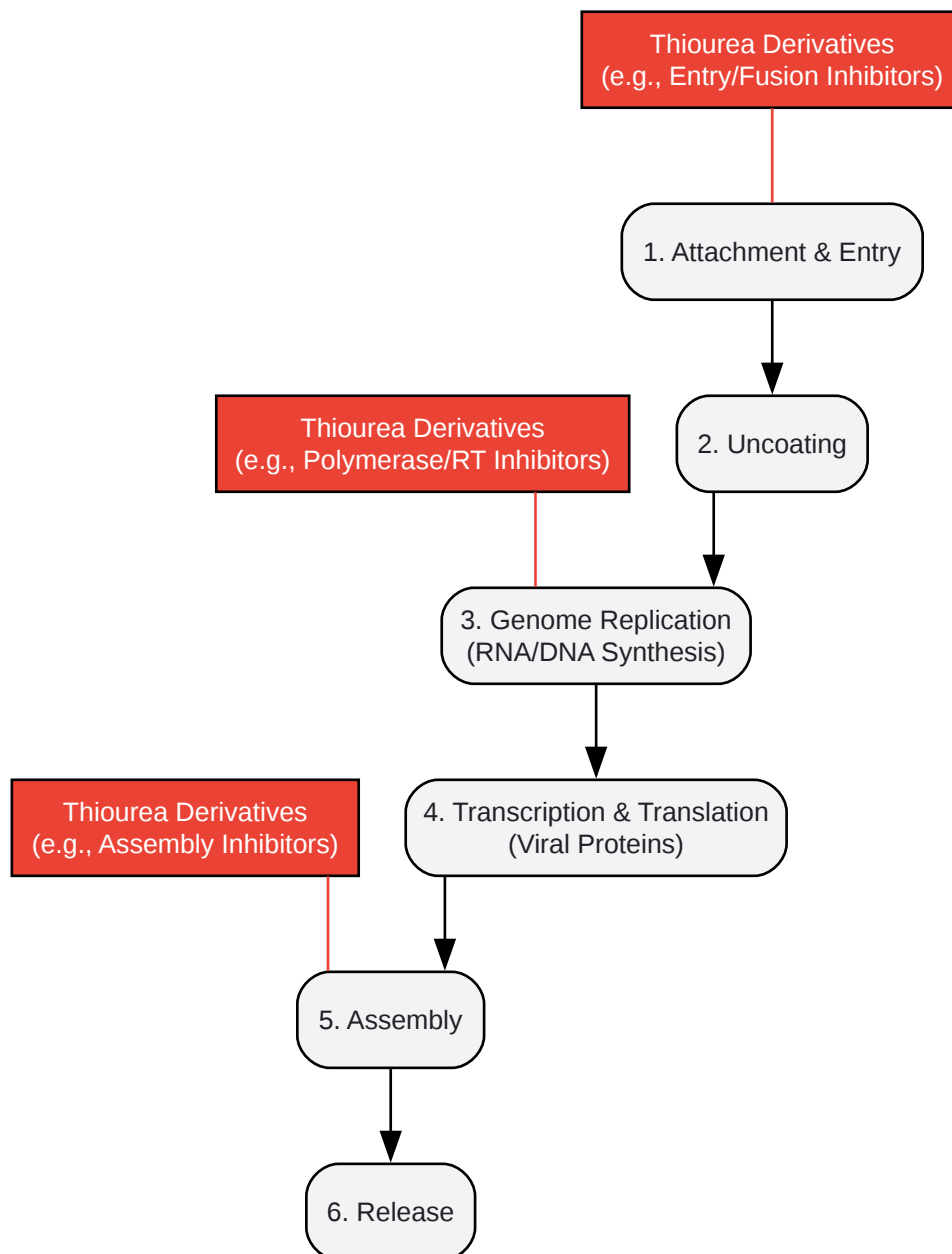 Thiourea Derivatives
(e.g., Entry/Fusion Inhibitors)
1. Attachment & Entry
Thiourea Derivatives
(e.g., Polymerase/RT Inhibitors)
2. Uncoating
3. Genome Replication
(RNA/DNA Synthesis)
Thiourea Derivatives
(e.g., Assembly Inhibitors)
4. Transcription & Translation
(Viral Proteins)
5. Assembly
6. Release